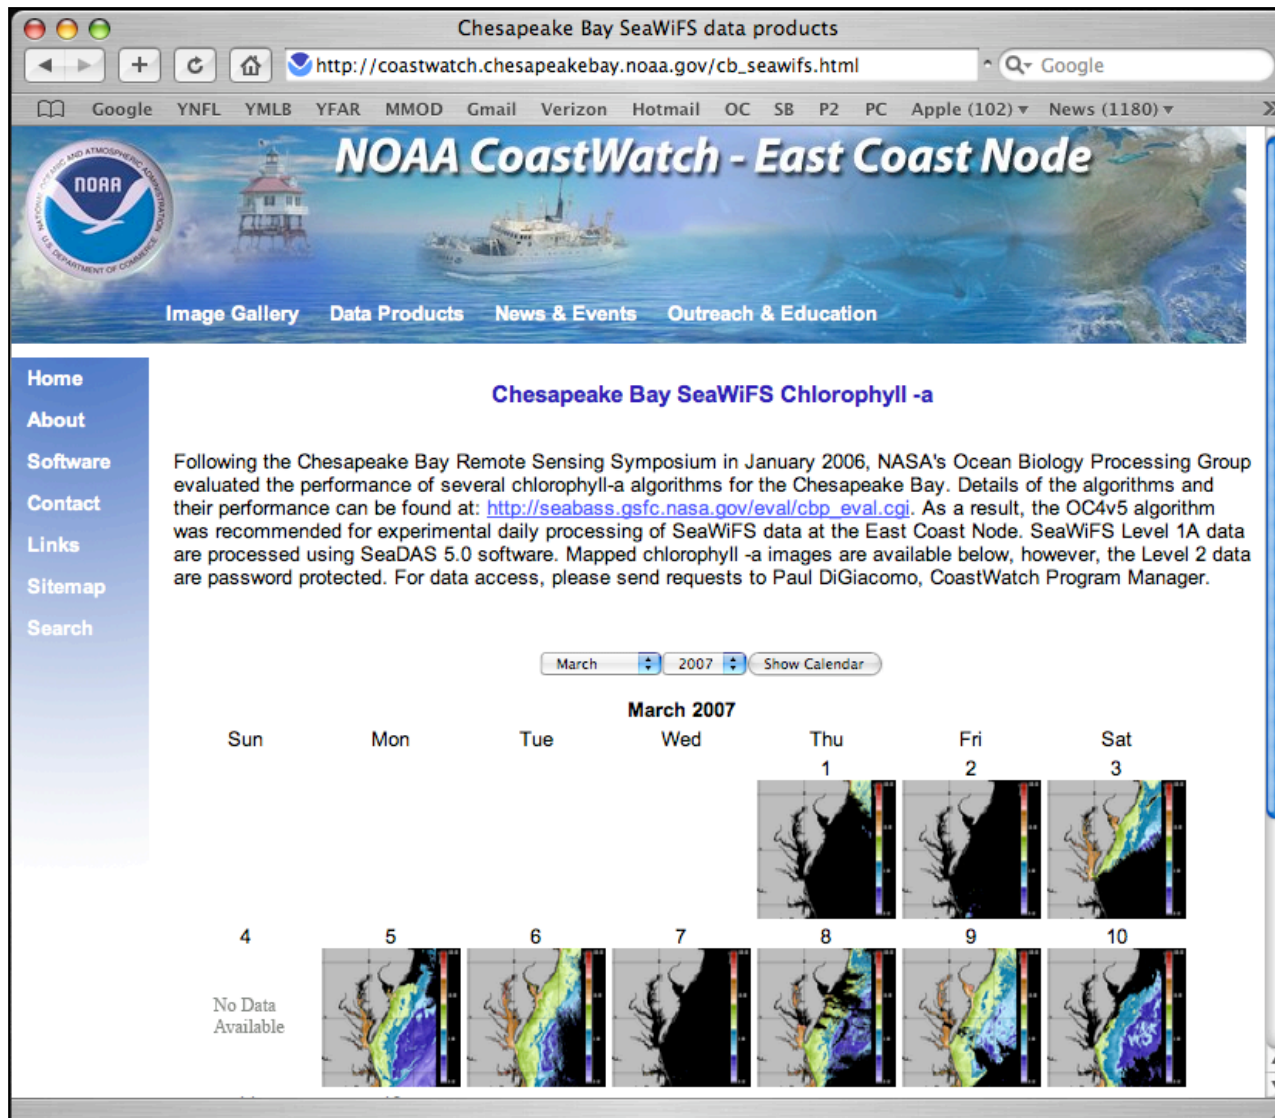 Chesapeake Bay SeaWiFS data products
http://coastwatch.chesapeakebay.noaa.gov/cb_seawifs.html
Google
Google YNFL YMLB YFAR MMOD Gmail Verizon Hotmail OC SB P2 PC Apple (102) News (1180)
NOAA CoastWatch - East Coast Node
NATIONAL OCEANIC AND ATMOSPHERIC ADMINISTRATION
NOAA
U.S. DEPARTMENT OF COMMERCE
Image Gallery Data Products News & Events Outreach & Education
Home
About
Software
Contact
Links
Sitemap
Search
Chesapeake Bay SeaWiFS Chlorophyll -a
Following the Chesapeake Bay Remote Sensing Symposium in January 2006, NASA's Ocean Biology Processing Group
evaluated the performance of several chlorophyll-a algorithms for the Chesapeake Bay. Details of the algorithms and
their performance can be found at: http://seabass.gsfc.nasa.gov/eval/cbp_eval.cgi. As a result, the OC4v5 algorithm
was recommended for experimental daily processing of SeaWiFS data at the East Coast Node. SeaWiFS Level 1A data
are processed using SeaDAS 5.0 software. Mapped chlorophyll -a images are available below, however, the Level 2 data
are password protected. For data access, please send requests to Paul DiGiacomo, CoastWatch Program Manager.
March 2007 Show Calendar
March 2007
Sun Mon Tue Wed Thu Fri Sat
1 2 3
4 5 6 7 8 9 10
No Data
Available